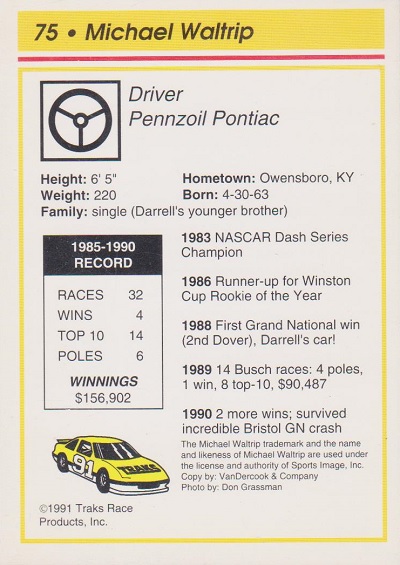 75 • Michael Waltrip
Driver
Pennzoil Pontiac
Height: 6' 5"
Weight: 220
Hometown: Owensboro, KY
Born: 4-30-63
Family: single (Darrell's younger brother)
1985-1990
RECORD
RACES 32
WINS 4
TOP 10 14
POLES 6
WINNINGS
$156,902
1983 NASCAR Dash Series
Champion
1986 Runner-up for Winston
Cup Rookie of the Year
1988 First Grand National win
(2nd Dover), Darrell's car!
1989 14 Busch races: 4 poles,
1 win, 8 top-10, $90,487
1990 2 more wins; survived
incredible Bristol GN crash
The Michael Waltrip trademark and the name
and likeness of Michael Waltrip are used under
the license and authority of Sports Image, Inc.
Copy by: VanDercook & Company
Photo by: Don Grassman
91
TRAKS
©1991 Traks Race
Products, Inc.